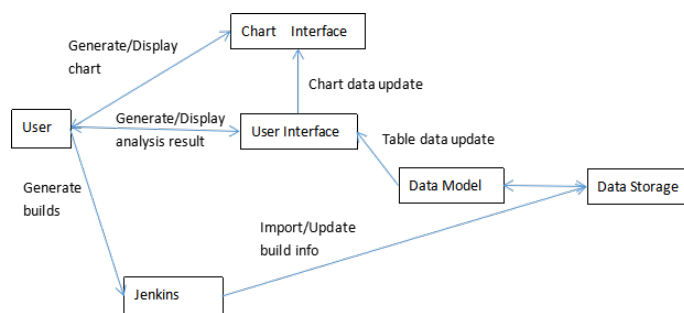 Chart Interface
Generate/Display
chart
Chart data update
User
Generate/Display
analysis result
User Interface
Table data update
Data Model
Data Storage
Generate
builds
Import/Update
build info
Jenkins